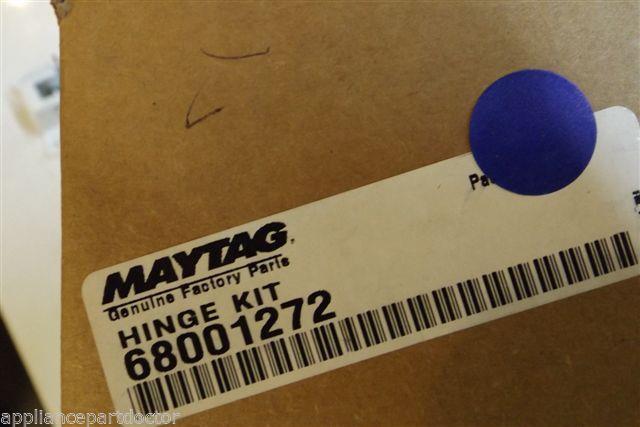 MAYTAG.
Genuine Factory Parts
HINGE KIT
68001272
appliancepartdoctor